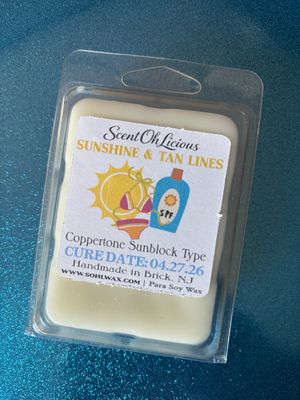 ScentOhLicious
SUNSHINE & TAN LINES
SPF
Coppertone Sunblock Type
CURE DATE: 04.27.26
Handmade in Brick, NJ
WWW.SOHLWAX.COM | Para Soy Wax